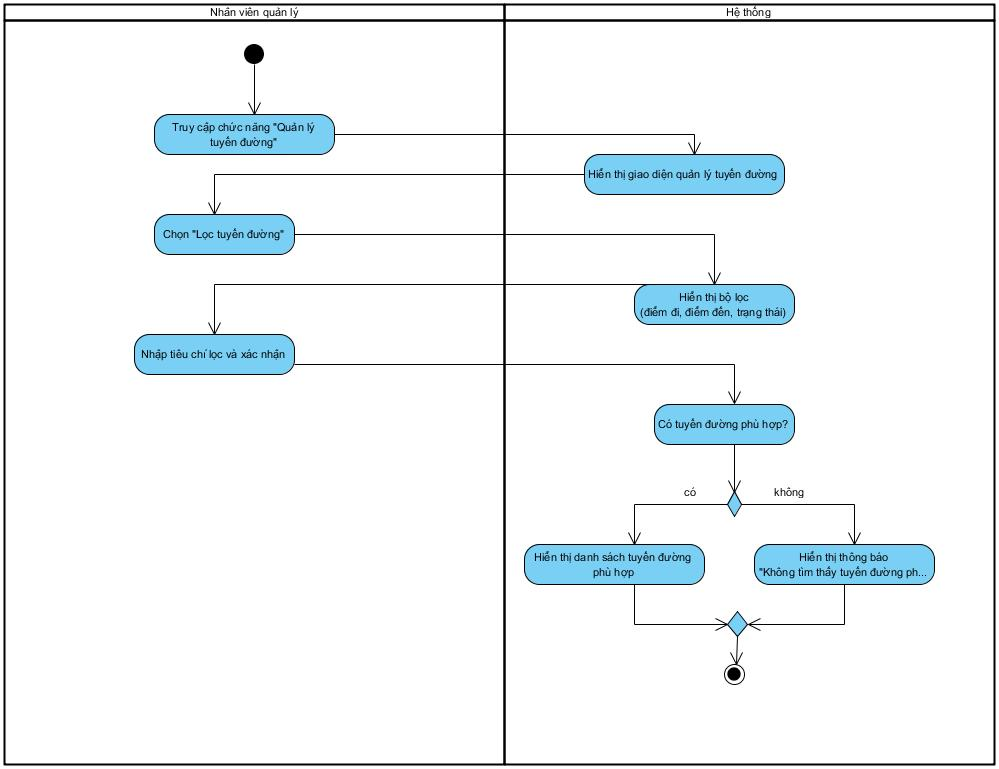 Nhân viên quản lý
Hệ thống
Truy cập chức năng "Quản lý
tuyến đường"
Hiển thị giao diện quản lý tuyến đường
Chọn "Lọc tuyến đường"
Hiển thị bộ lọc
(điểm đi, điểm đến, trạng thái)
Nhập tiêu chí lọc và xác nhận
Có tuyến đường phù hợp?
có
không
Hiển thị danh sách tuyến đường
phù hợp
Hiển thị thông báo
"Không tìm thấy tuyến đường ph...